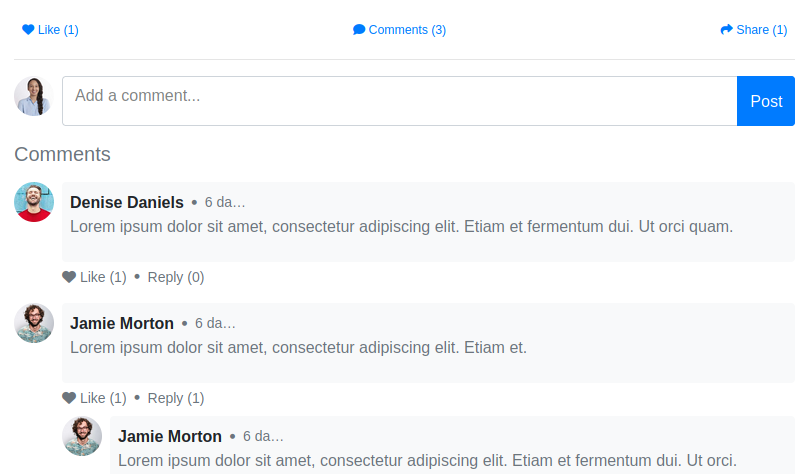 Like (1) Comments (3) Share (1)
Add a comment... Post
Comments
Denise Daniels • 6 da…
Lorem ipsum dolor sit amet, consectetur adipiscing elit. Etiam et fermentum dui. Ut orci quam.
Like (1) • Reply (0)
Jamie Morton • 6 da…
Lorem ipsum dolor sit amet, consectetur adipiscing elit. Etiam et.
Like (1) • Reply (1)
Jamie Morton • 6 da…
Lorem ipsum dolor sit amet, consectetur adipiscing elit. Etiam et fermentum dui. Ut orci.